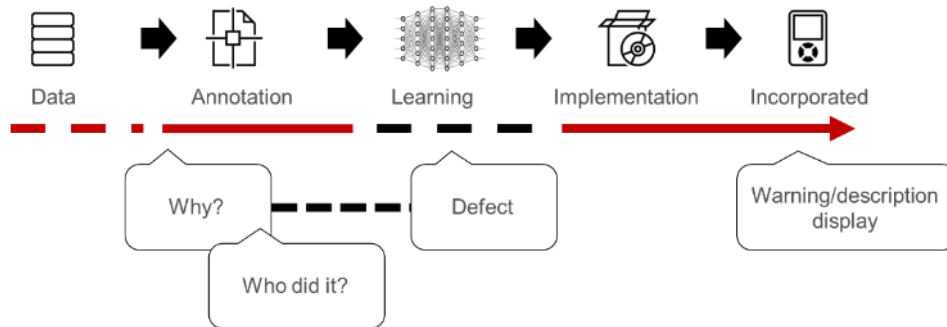 Data
Annotation
Learning
Implementation
Incorporated
Why?
Defect
Warning/description
display
Who did it?